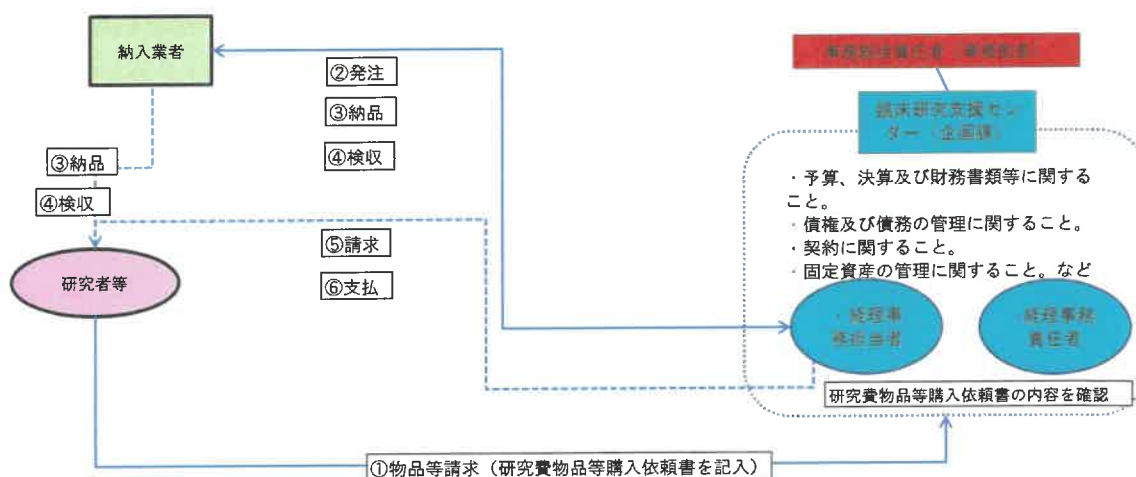 納入業者
②発注
③納品
④検収
③納品
④検収
⑤請求
⑥支払
研究者等
臨床研究支援セン
ター（企画課）
・予算、決算及び財務書類等に関する
こと。
・債権及び債務の管理に関すること。
・契約に関すること。
・固定資産の管理に関すること。など
・経理事
務担当者
・経理事務
責任者
研究費物品等購入依頼書の内容を確認
①物品等請求（研究費物品等購入依頼書を記入）